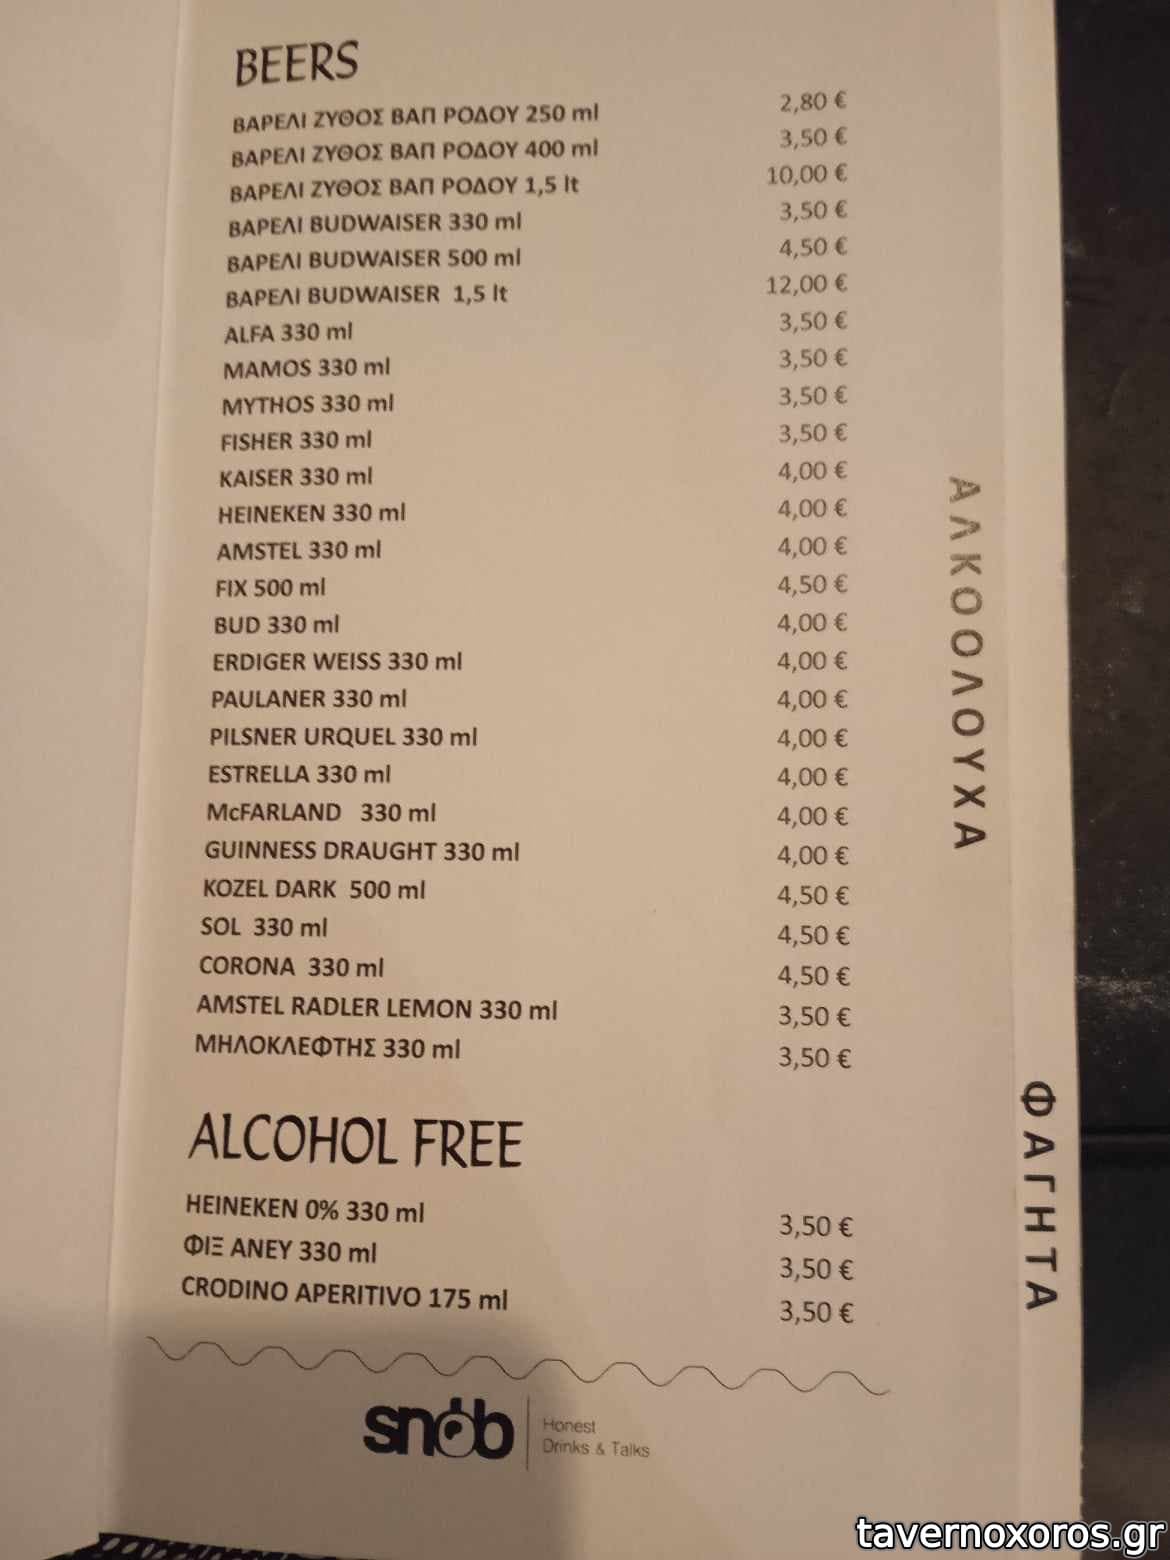 BEERS
ΒΑΡΕΛΙ ΖΥΘΟΣ ΒΑΠ ΡΟΔΟΥ 250 ml 2,80 €
ΒΑΡΕΛΙ ΖΥΘΟΣ ΒΑΠ ΡΟΔΟΥ 400 ml 3,50 €
ΒΑΡΕΛΙ ΖΥΘΟΣ ΒΑΠ ΡΟΔΟΥ 1,5 lt 10,00 €
ΒΑΡΕΛΙ BUDWAISER 330 ml 3,50 €
ΒΑΡΕΛΙ BUDWAISER 500 ml 4,50 €
ΒΑΡΕΛΙ BUDWAISER 1,5 lt 12,00 €
ALFA 330 ml 3,50 €
MAMOS 330 ml 3,50 €
MYTHOS 330 ml 3,50 €
FISHER 330 ml 3,50 €
KAISER 330 ml 4,00 €
HEINEKEN 330 ml 4,00 €
AMSTEL 330 ml 4,00 €
FIX 500 ml 4,50 €
BUD 330 ml 4,00 €
ERDIGER WEISS 330 ml 4,00 €
PAULANER 330 ml 4,00 €
PILSNER URQUEL 330 ml 4,00 €
ESTRELLA 330 ml 4,00 €
McFARLAND 330 ml 4,00 €
GUINNESS DRAUGHT 330 ml 4,00 €
KOZEL DARK 500 ml 4,50 €
SOL 330 ml 4,50 €
CORONA 330 ml 4,50 €
AMSTEL RADLER LEMON 330 ml 3,50 €
ΜΗΛΟΚΛΕΦΤΗΣ 330 ml 3,50 €
ALCOHOL FREE
HEINEKEN 0% 330 ml 3,50 €
ΦΙΞ ΑΝΕΥ 330 ml 3,50 €
CRODINO APERITIVO 175 ml 3,50 €
snob
Honest
Drinks & Talks
ΑΛΚΟΟΛΟΥΧΑ
ΦΑΓΗΤΑ
tavernoxoros.gr